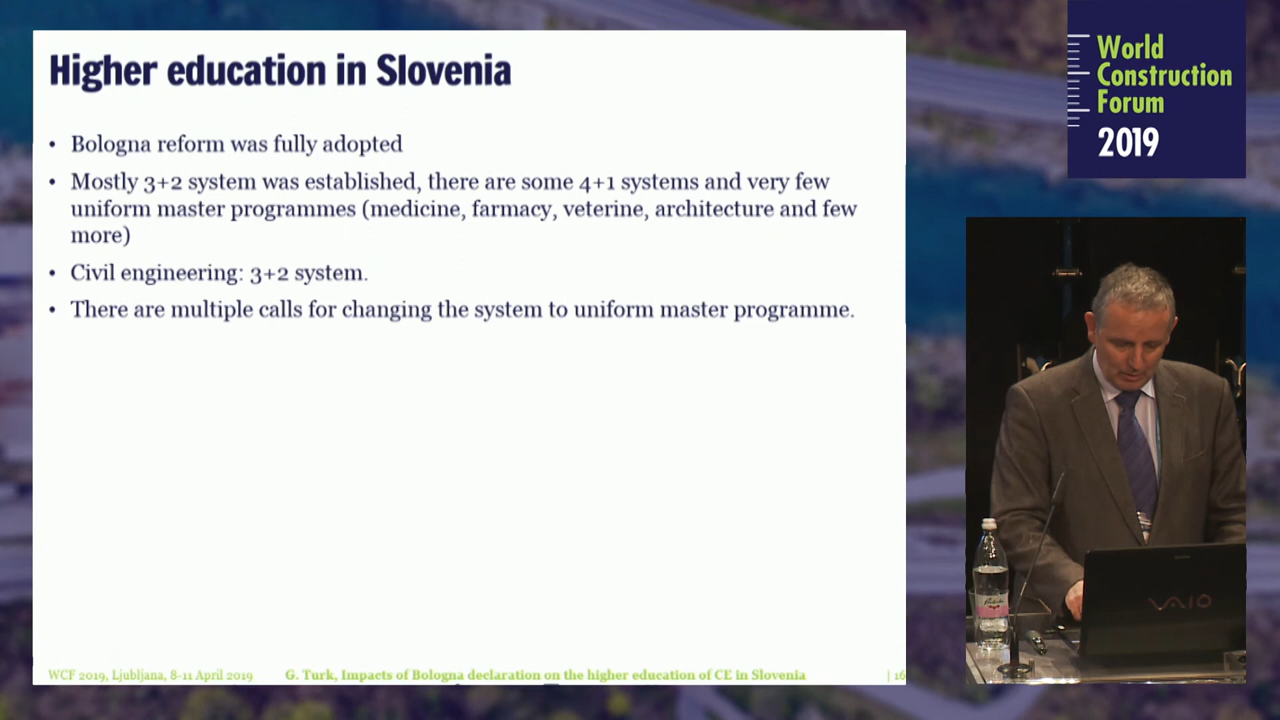 Higher education in Slovenia
• Bologna reform was fully adopted
• Mostly 3+2 system was established, there are some 4+1 systems and very few
uniform master programmes (medicine, farmacy, veterine, architecture and few
more)
• Civil engineering: 3+2 system.
• There are multiple calls for changing the system to uniform master programme.
WCF 2019, Ljubljana, 8-11 April 2019 G. Turk, Impacts of Bologna declaration on the higher education of CE in Slovenia | 16
World
Construction
Forum
2019
VAIO